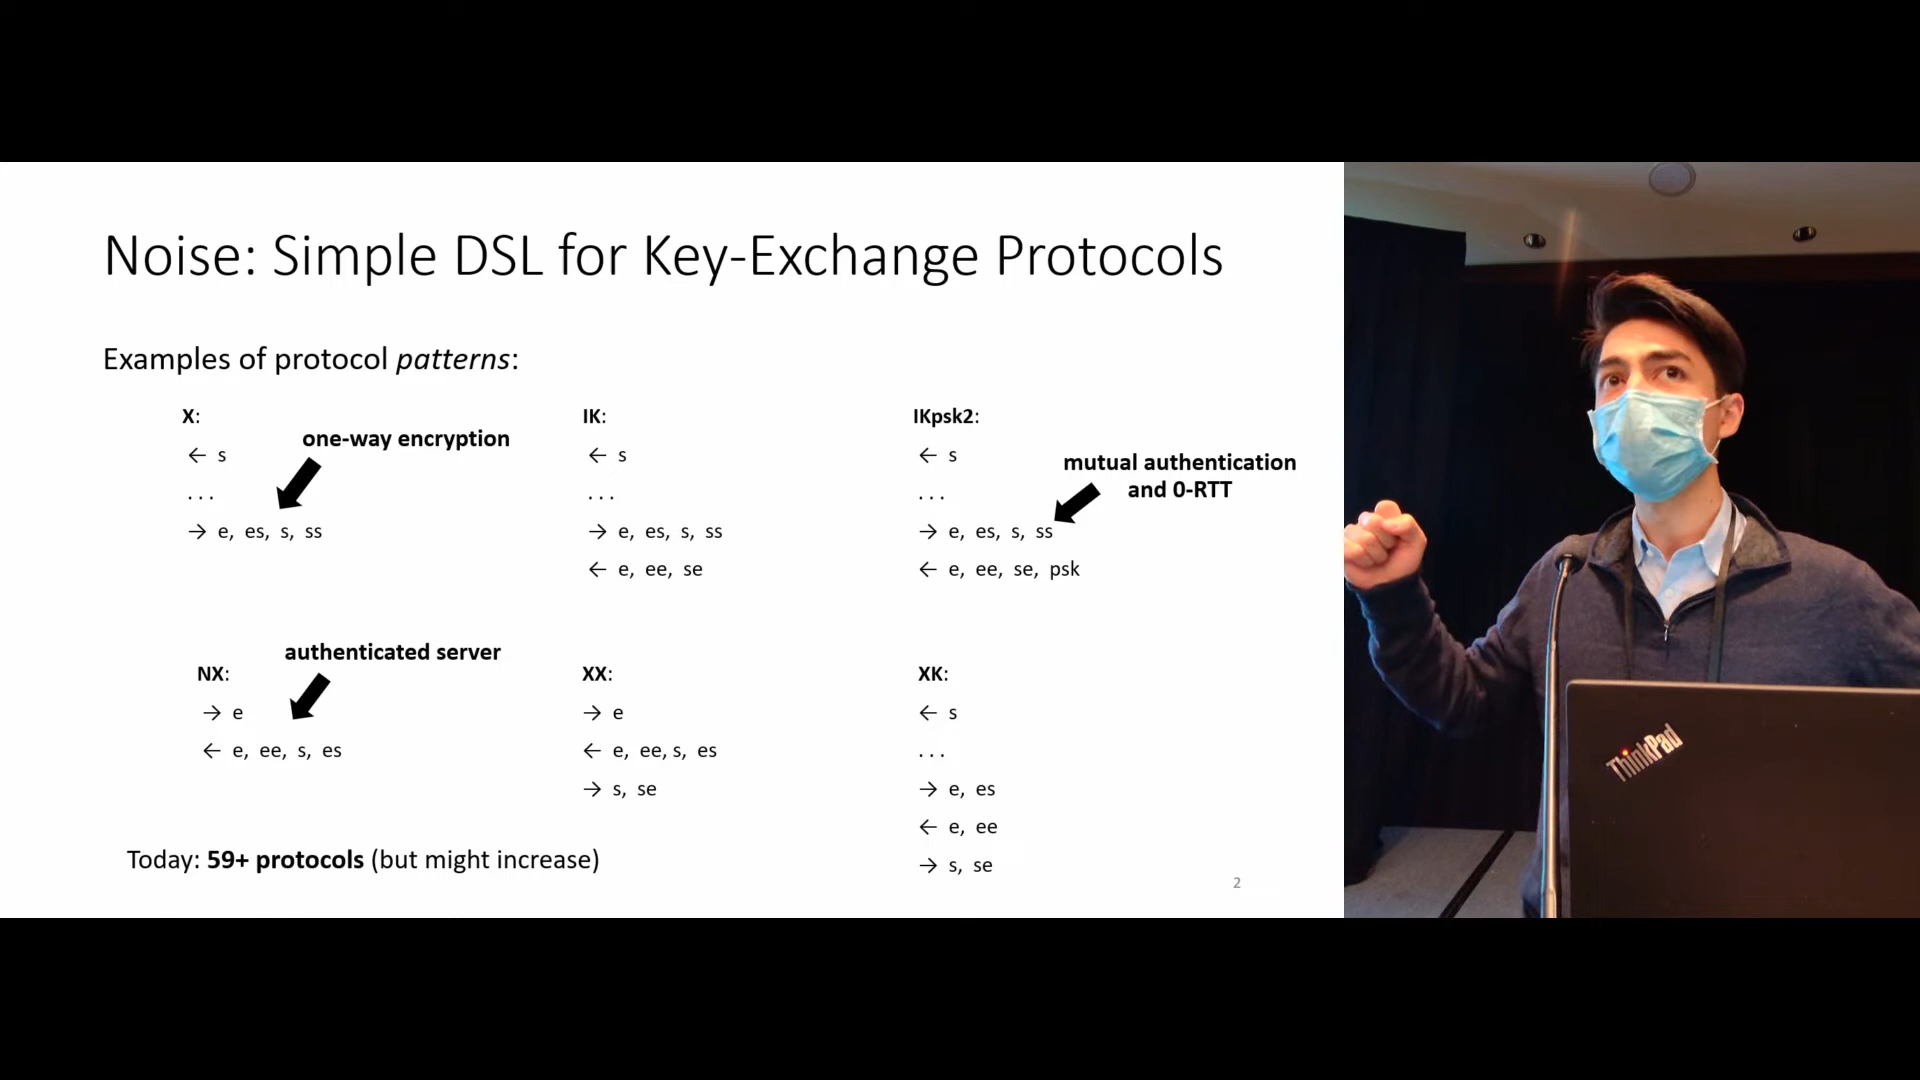 Noise: Simple DSL for Key-Exchange Protocols
Examples of protocol patterns:
X:
one-way encryption
← s
...
→ e, es, s, ss
IK:
← s
...
→ e, es, s, ss
← e, ee, se
IKpsk2:
← s
mutual authentication
and 0-RTT
...
→ e, es, s, ss
← e, ee, se, psk
authenticated server
NX:
→ e
← e, ee, s, es
XX:
→ e
← e, ee, s, es
→ s, se
XK:
← s
...
→ e, es
← e, ee
→ s, se
Today: 59+ protocols (but might increase)
2
ThinkPad